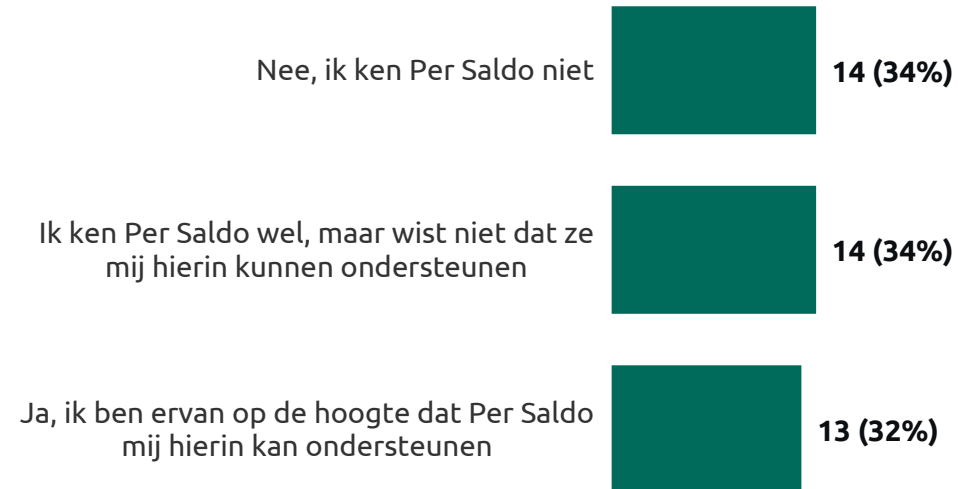 Nee, ik ken Per Saldo niet
14 (34%)
Ik ken Per Saldo wel, maar wist niet dat ze
mij hierin kunnen ondersteunen
14 (34%)
Ja, ik ben ervan op de hoogte dat Per Saldo
mij hierin kan ondersteunen
13 (32%)